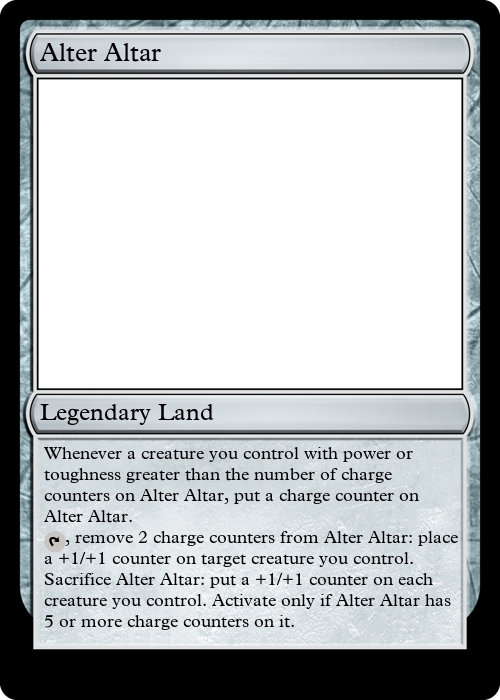 Alter Altar
Legendary Land
Whenever a creature you control with power or
toughness greater than the number of charge
counters on Alter Altar, put a charge counter on
Alter Altar.
, remove 2 charge counters from Alter Altar: place
a +1/+1 counter on target creature you control.
Sacrifice Alter Altar: put a +1/+1 counter on each
creature you control. Activate only if Alter Altar has
5 or more charge counters on it.